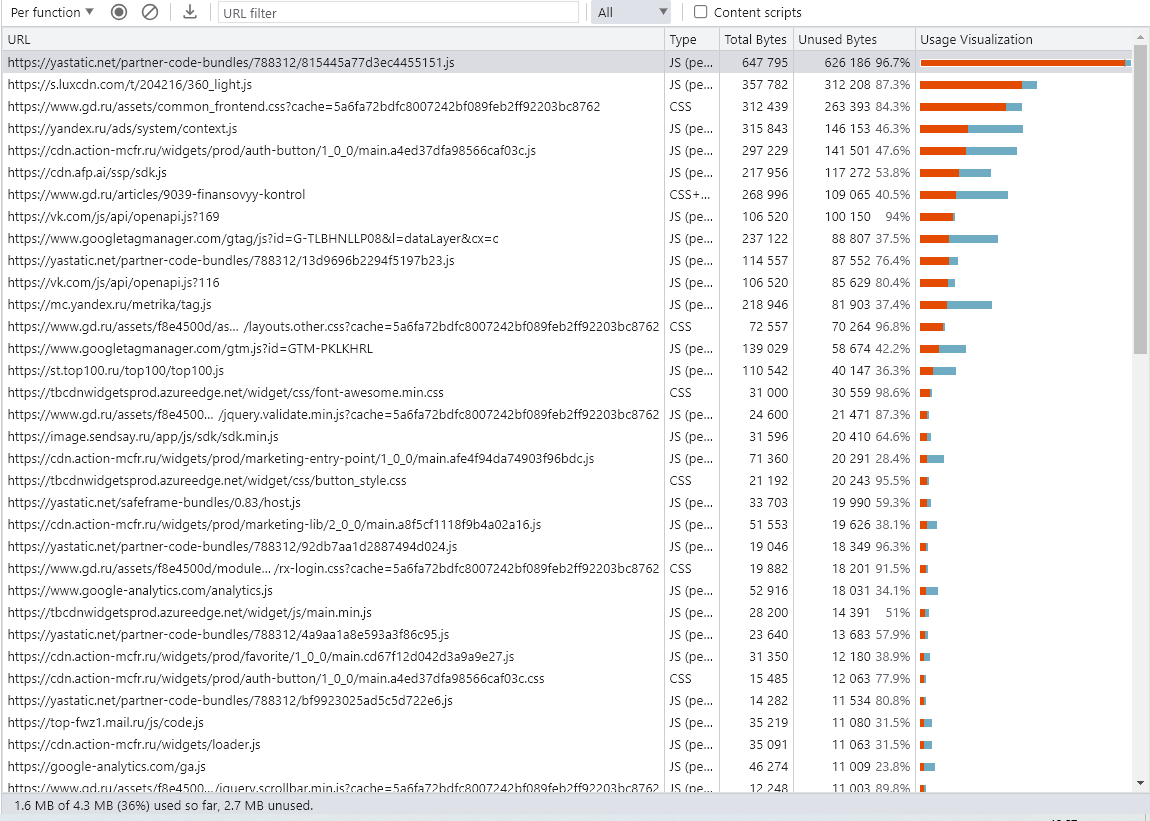 Per function URL filter All Content scripts
URL Type Total Bytes Unused Bytes Usage Visualization
https://yastatic.net/partner-code-bundles/788312/815445a77d3ec4455151.js JS (pe... 647 795 626 186 96.7%
https://s.luxcdn.com/t/204216/360_light.js JS (pe... 357 782 312 208 87.3%
https://www.gd.ru/assets/common_frontend.css?cache=5a6fa72bdfc8007242bf089feb2ff92203bc8762 CSS 312 439 263 393 84.3%
https://yandex.ru/ads/system/context.js JS (pe... 315 843 146 153 46.3%
https://cdn.action-mcfr.ru/widgets/prod/auth-button/1_0_0/main.a4ed37dfa98566caf03c.js JS (pe... 297 229 141 501 47.6%
https://cdn.afp.ai/ssp/sdk.js JS (pe... 217 956 117 272 53.8%
https://www.gd.ru/articles/9039-finansovyy-kontrol CSS+... 268 996 109 065 40.5%
https://vk.com/js/api/openapi.js?169 JS (pe... 106 520 100 150 94%
https://www.googletagmanager.com/gtag/js?id=G-TLBHNLLP08&l=dataLayer&cx=c JS (pe... 237 122 88 807 37.5%
https://yastatic.net/partner-code-bundles/788312/13d9696b2294f5197b23.js JS (pe... 114 557 87 552 76.4%
https://vk.com/js/api/openapi.js?116 JS (pe... 106 520 85 629 80.4%
https://mc.yandex.ru/metrika/tag.js JS (pe... 218 946 81 903 37.4%
https://www.gd.ru/assets/f8e4500d/as... /layouts.other.css?cache=5a6fa72bdfc8007242bf089feb2ff92203bc8762 CSS 72 557 70 264 96.8%
https://www.googletagmanager.com/gtm.js?id=GTM-PKLKHRL JS (pe... 139 029 58 674 42.2%
https://st.top100.ru/top100/top100.js JS (pe... 110 542 40 147 36.3%
https://tbcdnwidgetsprod.azureedge.net/widget/css/font-awesome.min.css CSS 31 000 30 559 98.6%
https://www.gd.ru/assets/f8e4500... /jquery.validate.min.js?cache=5a6fa72bdfc8007242bf089feb2ff92203bc8762 JS (pe... 24 600 21 471 87.3%
https://image.sendsay.ru/app/js/sdk/sdk.min.js JS (pe... 31 596 20 410 64.6%
https://cdn.action-mcfr.ru/widgets/prod/marketing-entry-point/1_0_0/main.afe4f94da74903f96bdc.js JS (pe... 71 360 20 291 28.4%
https://tbcdnwidgetsprod.azureedge.net/widget/css/button_style.css CSS 21 192 20 243 95.5%
https://yastatic.net/safeframe-bundles/0.83/host.js JS (pe... 33 703 19 990 59.3%
https://cdn.action-mcfr.ru/widgets/prod/marketing-lib/2_0_0/main.a8f5cf1118f9b4a02a16.js JS (pe... 51 553 19 626 38.1%
https://yastatic.net/partner-code-bundles/788312/92db7aa1d2887494d024.js JS (pe... 19 046 18 349 96.3%
https://www.gd.ru/assets/f8e4500d/module... /rx-login.css?cache=5a6fa72bdfc8007242bf089feb2ff92203bc8762 CSS 19 882 18 201 91.5%
https://www.google-analytics.com/analytics.js JS (pe... 52 916 18 031 34.1%
https://tbcdnwidgetsprod.azureedge.net/widget/js/main.min.js JS (pe... 28 200 14 391 51%
https://yastatic.net/partner-code-bundles/788312/4a9aa1a8e593a3f86c95.js JS (pe... 23 640 13 683 57.9%
https://cdn.action-mcfr.ru/widgets/prod/favorite/1_0_0/main.cd67f12d042d3a9a9e27.js JS (pe... 31 350 12 180 38.9%
https://cdn.action-mcfr.ru/widgets/prod/auth-button/1_0_0/main.a4ed37dfa98566caf03c.css CSS 15 485 12 063 77.9%
https://yastatic.net/partner-code-bundles/788312/bf9923025ad5c5d722e6.js JS (pe... 14 282 11 534 80.8%
https://top-fwz1.mail.ru/js/code.js JS (pe... 35 219 11 080 31.5%
https://cdn.action-mcfr.ru/widgets/loader.js JS (pe... 35 091 11 063 31.5%
https://google-analytics.com/ga.js JS (pe... 46 274 11 009 23.8%
https://www.gd.ru/assets/f8e4500... /jquery.scrollbar.min.js?cache=5a6fa72bdfc8007242bf089feb2ff92203bc8762 JS (pe... 12 248 11 003 89.8%
1.6 MB of 4.3 MB (36%) used so far, 2.7 MB unused.